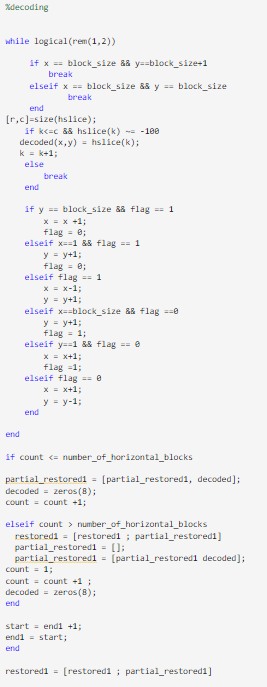 %decoding
while logical(rem(1,2))
if x == block_size && y==block_size+1
break
elseif x == block_size && y == block_size
break
end
[r,c]=size(hslice);
if k<=c && hslice(k) ~= -100
decoded(x,y) = hslice(k);
k = k+1;
else
break
end
if y == block_size && flag == 1
x = x +1;
flag = 0;
elseif x==1 && flag == 1
y = y+1;
flag = 0;
elseif flag == 1
x = x-1;
y = y+1;
elseif x==block_size && flag ==0
y = y+1;
flag = 1;
elseif y==1 && flag == 0
x = x+1;
flag =1;
elseif flag == 0
x = x+1;
y = y-1;
end
end
if count <= number_of_horizontal_blocks
partial_restored1 = [partial_restored1, decoded];
decoded = zeros(8);
count = count +1;
elseif count > number_of_horizontal_blocks
restored1 = [restored1 ; partial_restored1]
partial_restored1 = [];
partial_restored1 = [partial_restored1 decoded];
count = 1;
count = count +1 ;
decoded = zeros(8);
end
start = end1 +1;
end1 = start;
end
restored1 = [restored1 ; partial_restored1]